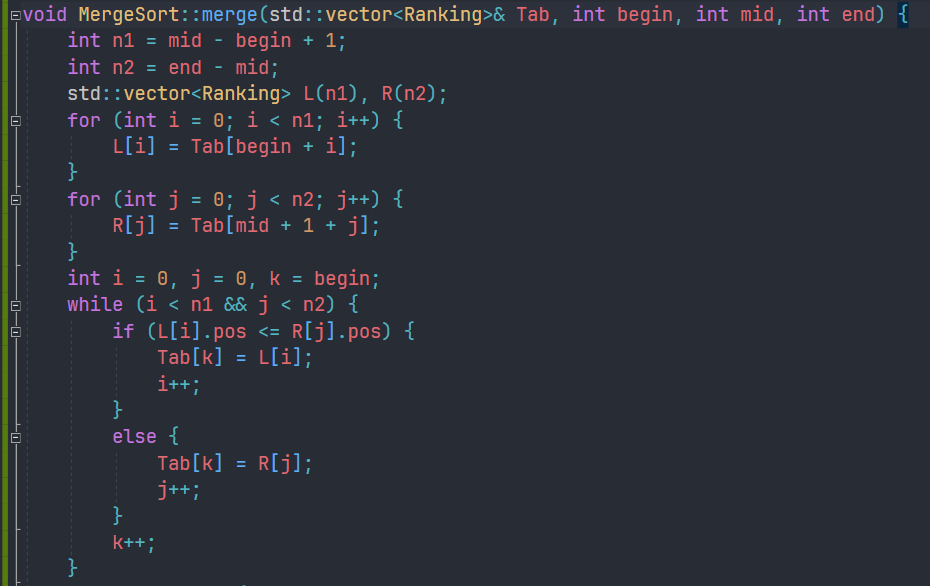 void MergeSort::merge(std::vector<Ranking>& Tab, int begin, int mid, int end) {
    int n1 = mid - begin + 1;
    int n2 = end - mid;
    std::vector<Ranking> L(n1), R(n2);
    for (int i = 0; i < n1; i++) {
        L[i] = Tab[begin + i];
    }
    for (int j = 0; j < n2; j++) {
        R[j] = Tab[mid + 1 + j];
    }
    int i = 0, j = 0, k = begin;
    while (i < n1 && j < n2) {
        if (L[i].pos <= R[j].pos) {
            Tab[k] = L[i];
            i++;
        }
        else {
            Tab[k] = R[j];
            j++;
        }
        k++;
    }